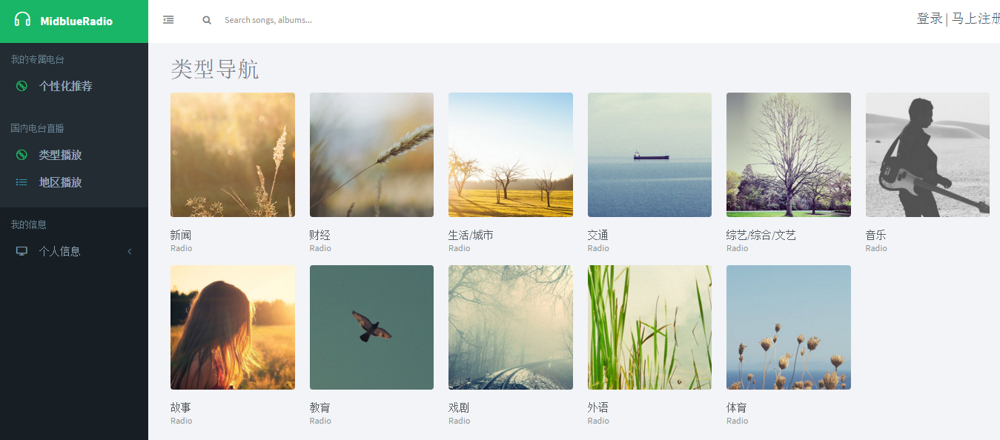 MidblueRadio
Search songs, albums...
登录 | 马上注册
我的专属电台
个性化推荐
国内电台直播
类型播放
地区播放
我的信息
个人信息
类型导航
新闻
Radio
财经
Radio
生活/城市
Radio
交通
Radio
综艺/综合/文艺
Radio
音乐
Radio
故事
Radio
教育
Radio
戏剧
Radio
外语
Radio
体育
Radio